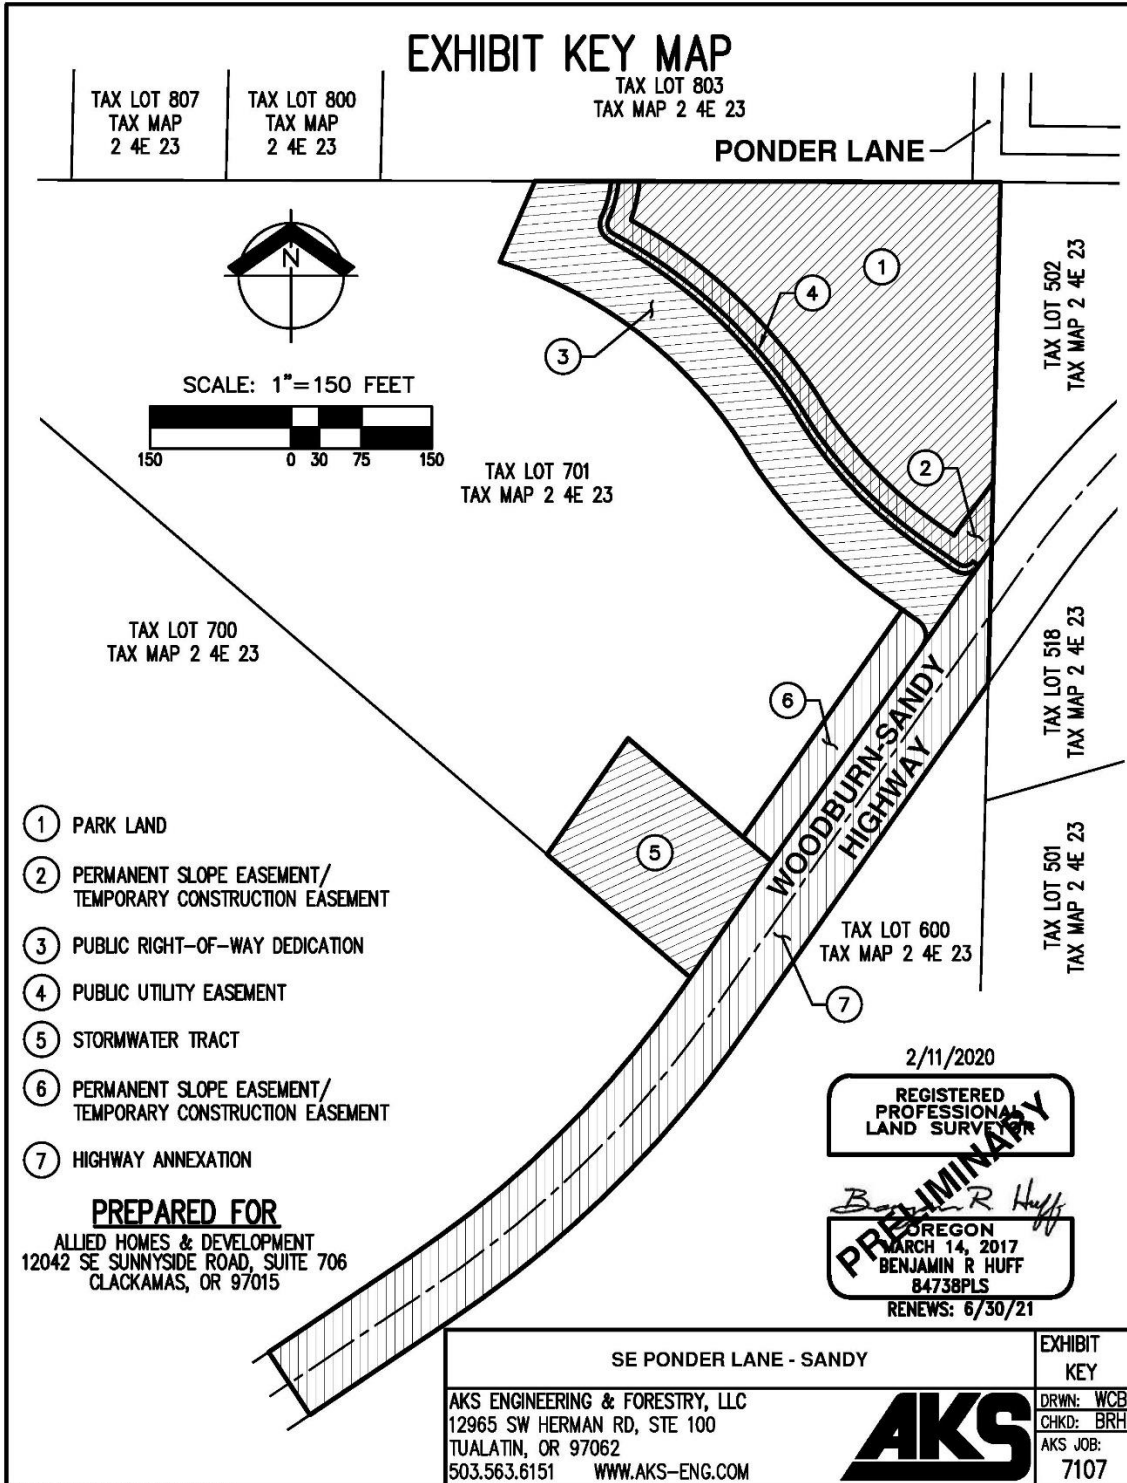 EXHIBIT KEY MAP
TAX LOT 807
TAX MAP
2 4E 23
TAX LOT 800
TAX MAP
2 4E 23
TAX LOT 803
TAX MAP 2 4E 23
PONDER LANE
N
SCALE: 1"=150 FEET
150 0 30 75 150
1
4
3
2
TAX LOT 502
TAX MAP 2 4E 23
TAX LOT 701
TAX MAP 2 4E 23
TAX LOT 700
TAX MAP 2 4E 23
TAX LOT 518
TAX MAP 2 4E 23
6
WOODBURN-SANDY
HIGHWAY
5
TAX LOT 501
TAX MAP 2 4E 23
TAX LOT 600
TAX MAP 2 4E 23
7
1 PARK LAND
2 PERMANENT SLOPE EASEMENT/
TEMPORARY CONSTRUCTION EASEMENT
3 PUBLIC RIGHT-OF-WAY DEDICATION
4 PUBLIC UTILITY EASEMENT
5 STORMWATER TRACT
6 PERMANENT SLOPE EASEMENT/
TEMPORARY CONSTRUCTION EASEMENT
7 HIGHWAY ANNEXATION
PREPARED FOR
ALLIED HOMES & DEVELOPMENT
12042 SE SUNNYSIDE ROAD, SUITE 706
CLACKAMAS, OR 97015
2/11/2020
REGISTERED
PROFESSIONAL
LAND SURVEYOR
PRELIMINARY
Benjamin R Huff
OREGON
MARCH 14, 2017
BENJAMIN R HUFF
84738PLS
RENEWS: 6/30/21
SE PONDER LANE - SANDY
EXHIBIT
KEY
AKS ENGINEERING & FORESTRY, LLC
12965 SW HERMAN RD, STE 100
TUALATIN, OR 97062
503.563.6151 WWW.AKS-ENG.COM
AKS
DRWN: WCB
CHKD: BRH
AKS JOB:
7107